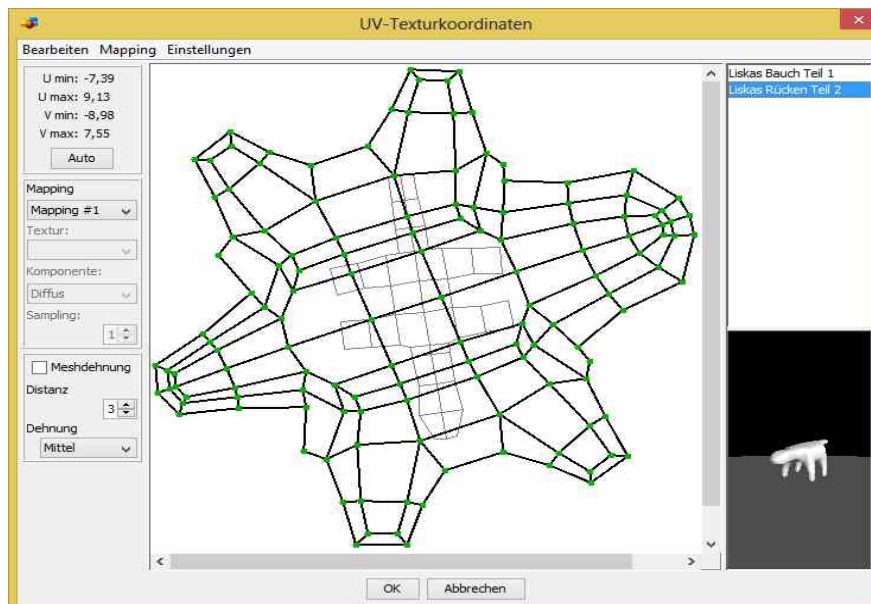 UV-Texturkoordinaten
Bearbeiten Mapping Einstellungen
U min: -7,39
U max: 9,13
V min: -8,98
V max: 7,55
Auto
Mapping
Mapping #1
Textur:
Komponente:
Diffus
Sampling:
1
Meshdehnung
Distanz
3
Dehnung
Mittel
Liskas Bauch Teil 1
Liskas Rücken Teil 2
OK
Abbrechen